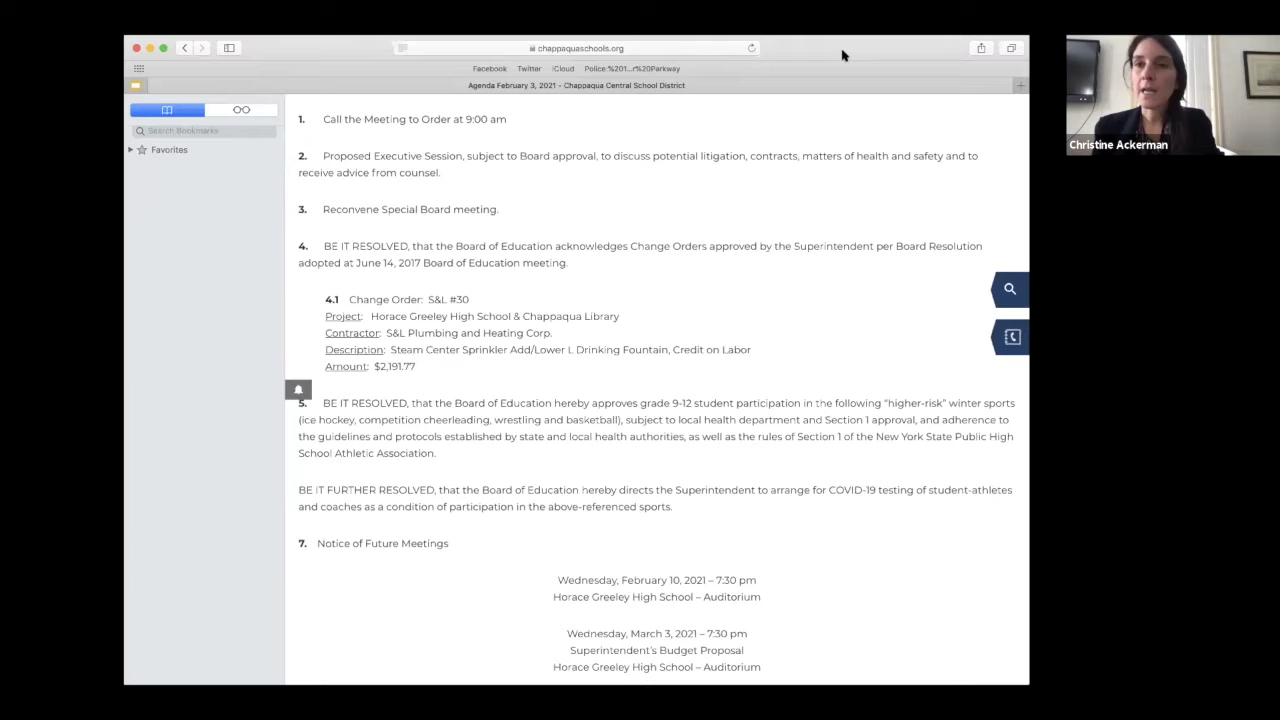 chappaquaschools.org
Facebook Twitter iCloud Police:%201...r%20Parkway
Agenda February 3, 2021 - Chappaqua Central School District
Search Bookmarks
Favorites
1. Call the Meeting to Order at 9:00 am
2. Proposed Executive Session, subject to Board approval, to discuss potential litigation, contracts, matters of health and safety and to
receive advice from counsel.
3. Reconvene Special Board meeting.
4. BE IT RESOLVED, that the Board of Education acknowledges Change Orders approved by the Superintendent per Board Resolution
adopted at June 14, 2017 Board of Education meeting.
4.1 Change Order: S&L #30
Project: Horace Greeley High School & Chappaqua Library
Contractor: S&L Plumbing and Heating Corp.
Description: Steam Center Sprinkler Add/Lower L Drinking Fountain, Credit on Labor
Amount: $2,191.77
5. BE IT RESOLVED, that the Board of Education hereby approves grade 9-12 student participation in the following “higher-risk” winter sports
(ice hockey, competition cheerleading, wrestling and basketball), subject to local health department and Section 1 approval, and adherence to
the guidelines and protocols established by state and local health authorities, as well as the rules of Section 1 of the New York State Public High
School Athletic Association.
BE IT FURTHER RESOLVED, that the Board of Education hereby directs the Superintendent to arrange for COVID-19 testing of student-athletes
and coaches as a condition of participation in the above-referenced sports.
7. Notice of Future Meetings
Wednesday, February 10, 2021 – 7:30 pm
Horace Greeley High School – Auditorium
Wednesday, March 3, 2021 – 7:30 pm
Superintendent's Budget Proposal
Horace Greeley High School – Auditorium
Christine Ackerman